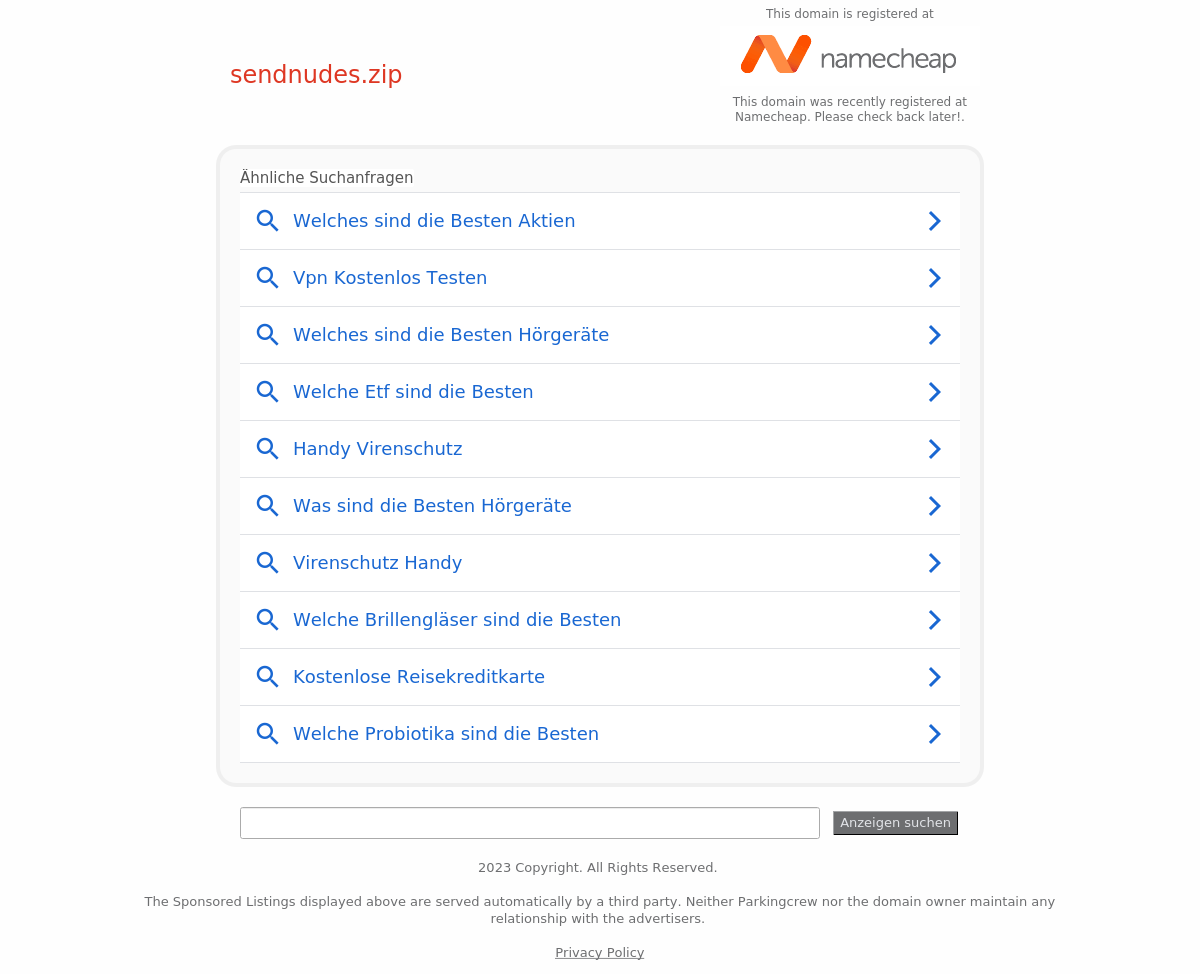 This domain is registered at
namecheap
sendnudes.zip
This domain was recently registered at
Namecheap. Please check back later!.
Ähnliche Suchanfragen
Welches sind die Besten Aktien
Vpn Kostenlos Testen
Welches sind die Besten Hörgeräte
Welche Etf sind die Besten
Handy Virenschutz
Was sind die Besten Hörgeräte
Virenschutz Handy
Welche Brillengläser sind die Besten
Kostenlose Reisekreditkarte
Welche Probiotika sind die Besten
Anzeigen suchen
2023 Copyright. All Rights Reserved.
The Sponsored Listings displayed above are served automatically by a third party. Neither Parkingcrew nor the domain owner maintain any
relationship with the advertisers.
Privacy Policy